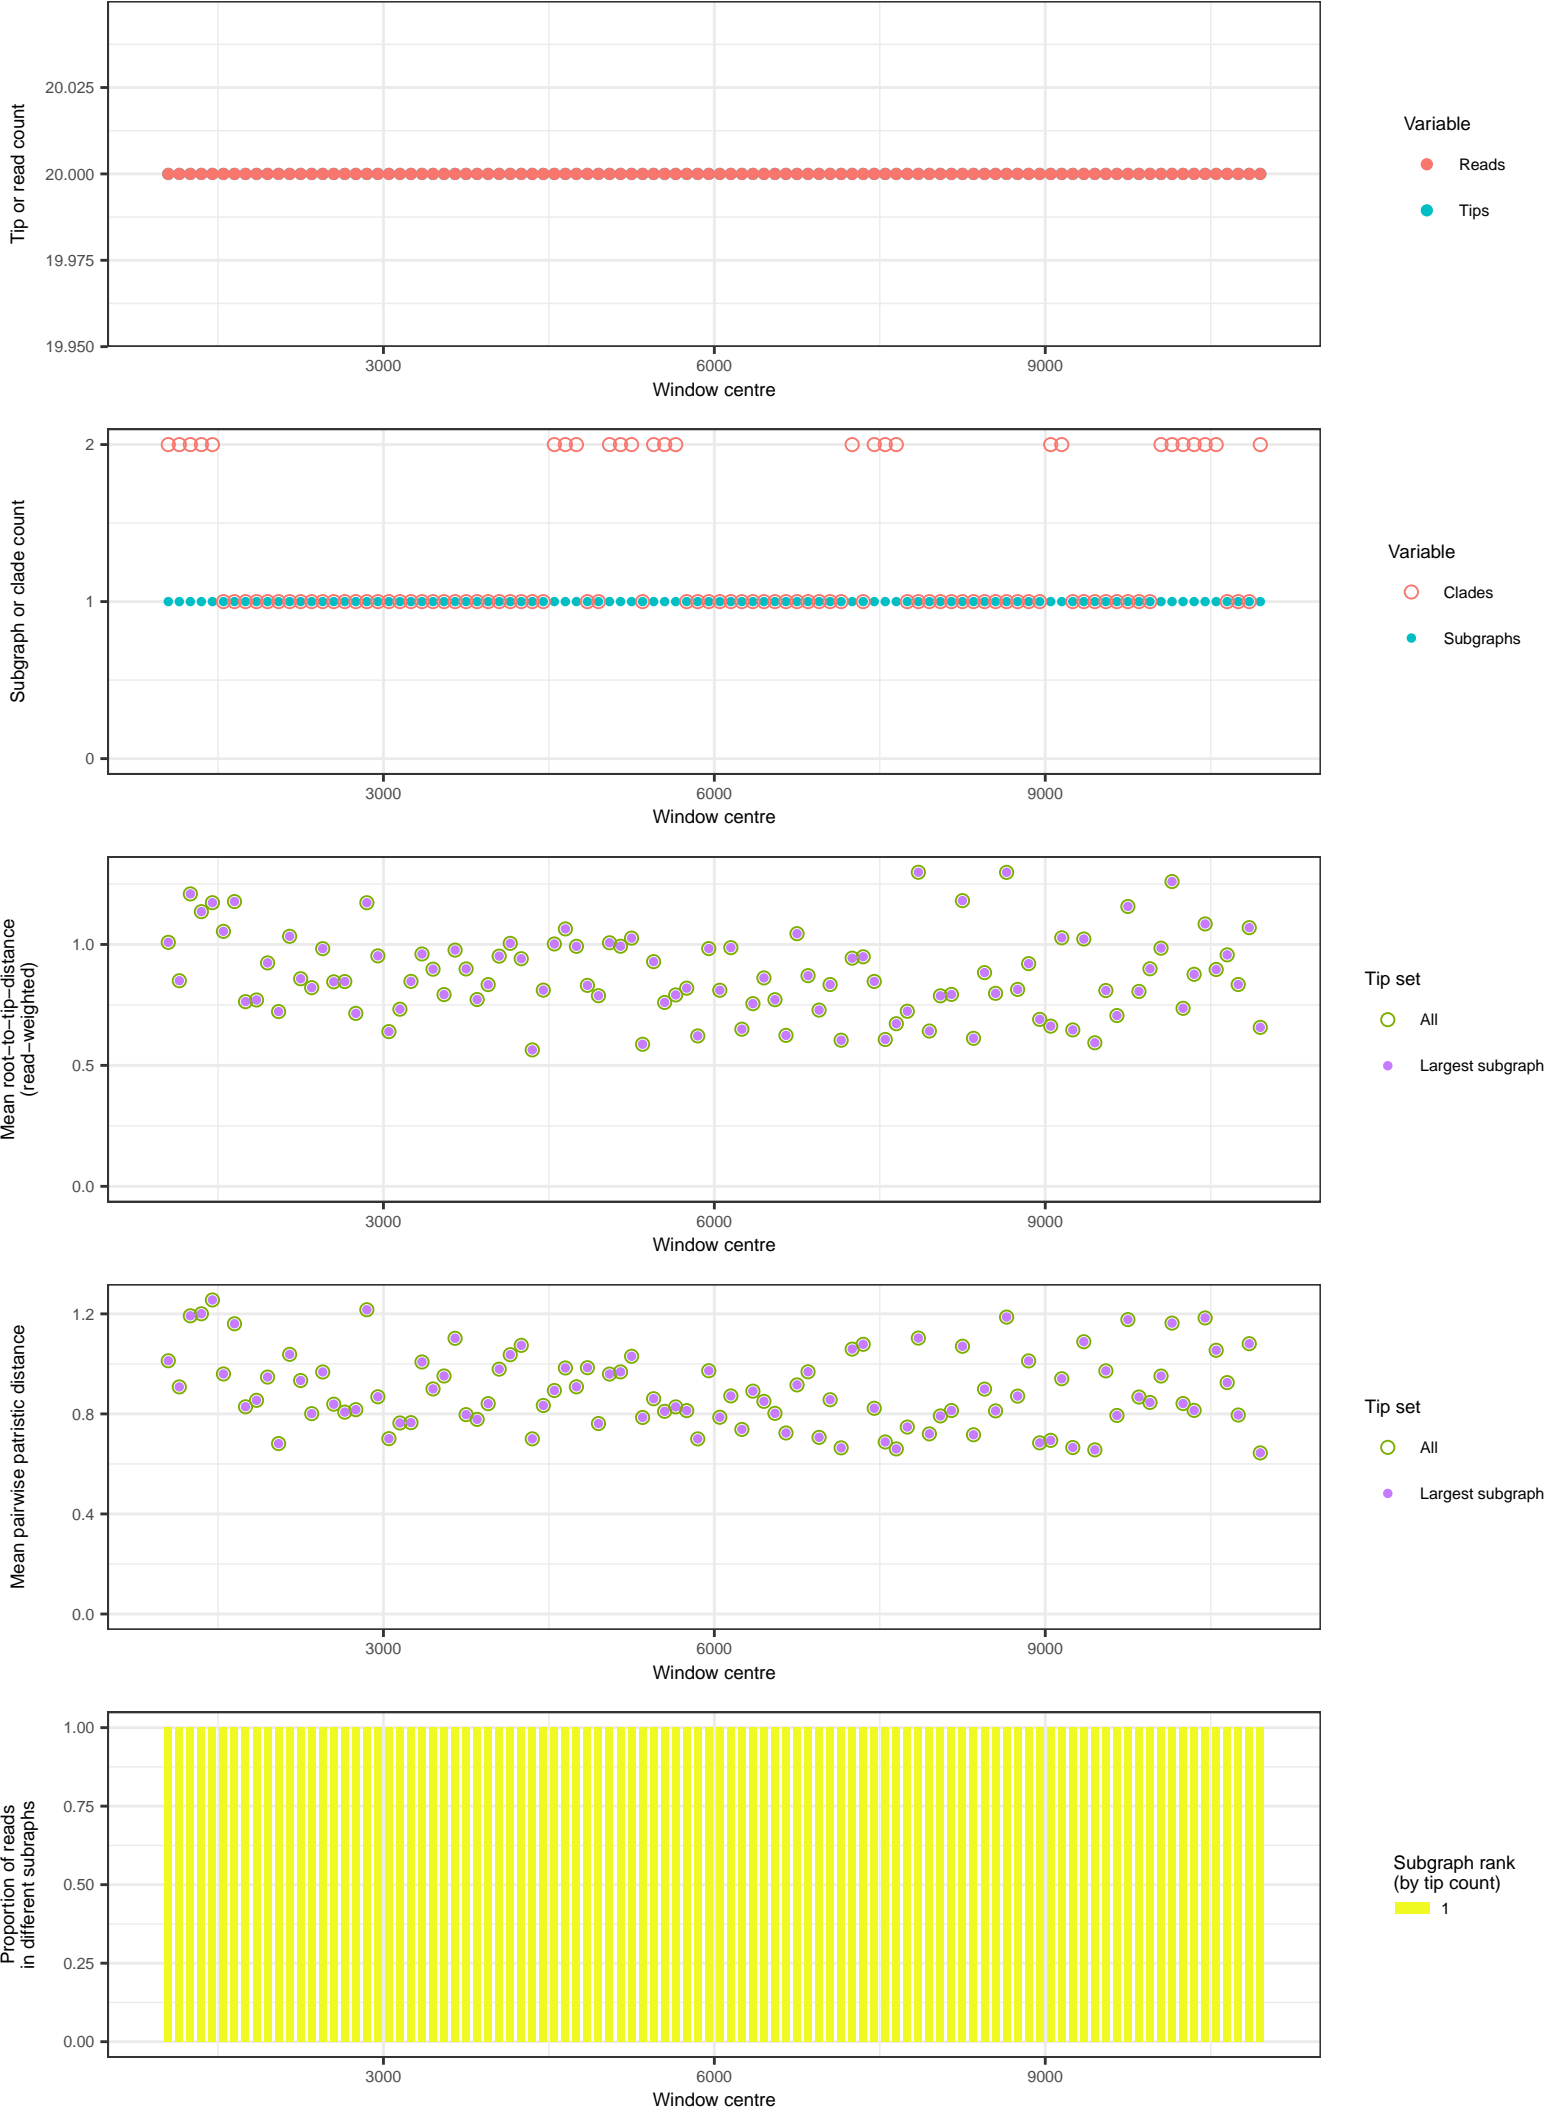 20.025
20.000
19.975
19.950
Tip or read count
3000
6000
9000
Window centre
Variable
Reads
Tips
2
1
0
Subgraph or clade count
3000
6000
9000
Window centre
Variable
Clades
Subgraphs
1.0
0.5
0.0
Mean root−to−tip−distance
(read−weighted)
3000
6000
9000
Window centre
Tip set
All
Largest subgraph
1.2
0.8
0.4
0.0
Mean pairwise patristic distance
3000
6000
9000
Window centre
Tip set
All
Largest subgraph
1.00
0.75
0.50
0.25
0.00
Proportion of reads
in different subraphs
3000
6000
9000
Window centre
Subgraph rank
(by tip count)
1